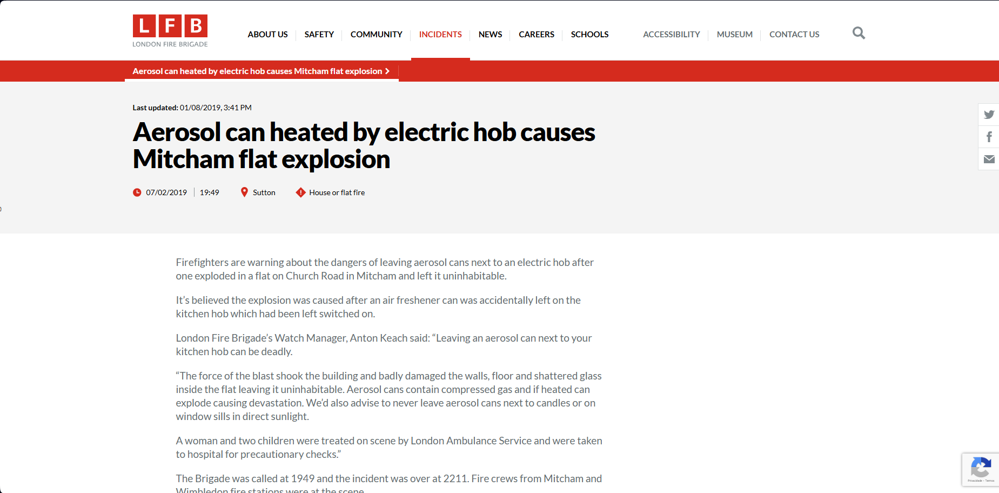 LFB
LONDON FIRE BRIGADE
ABOUT US
SAFETY
COMMUNITY
INCIDENTS
NEWS
CAREERS
SCHOOLS
ACCESSIBILITY
MUSEUM
CONTACT US
Aerosol can heated by electric hob causes Mitcham flat explosion
Last updated: 01/08/2019, 3:41 PM
Aerosol can heated by electric hob causes
Mitcham flat explosion
07/02/2019 | 19:49
Sutton
House or flat fire
}
Firefighters are warning about the dangers of leaving aerosol cans next to an electric hob after
one exploded in a flat on Church Road in Mitcham and left it uninhabitable.
It’s believed the explosion was caused after an air freshener can was accidentally left on the
kitchen hob which had been left switched on.
London Fire Brigade’s Watch Manager, Anton Keach said: “Leaving an aerosol can next to your
kitchen hob can be deadly.
“The force of the blast shook the building and badly damaged the walls, floor and shattered glass
inside the flat leaving it uninhabitable. Aerosol cans contain compressed gas and if heated can
explode causing devastation. We’d also advise to never leave aerosol cans next to candles or on
window sills in direct sunlight.
A woman and two children were treated on scene by London Ambulance Service and were taken
to hospital for precautionary checks.”
The Brigade was called at 1949 and the incident was over at 2211. Fire crews from Mitcham and
Wimbledon fire stations were at the scene.
Privacidade - Termos